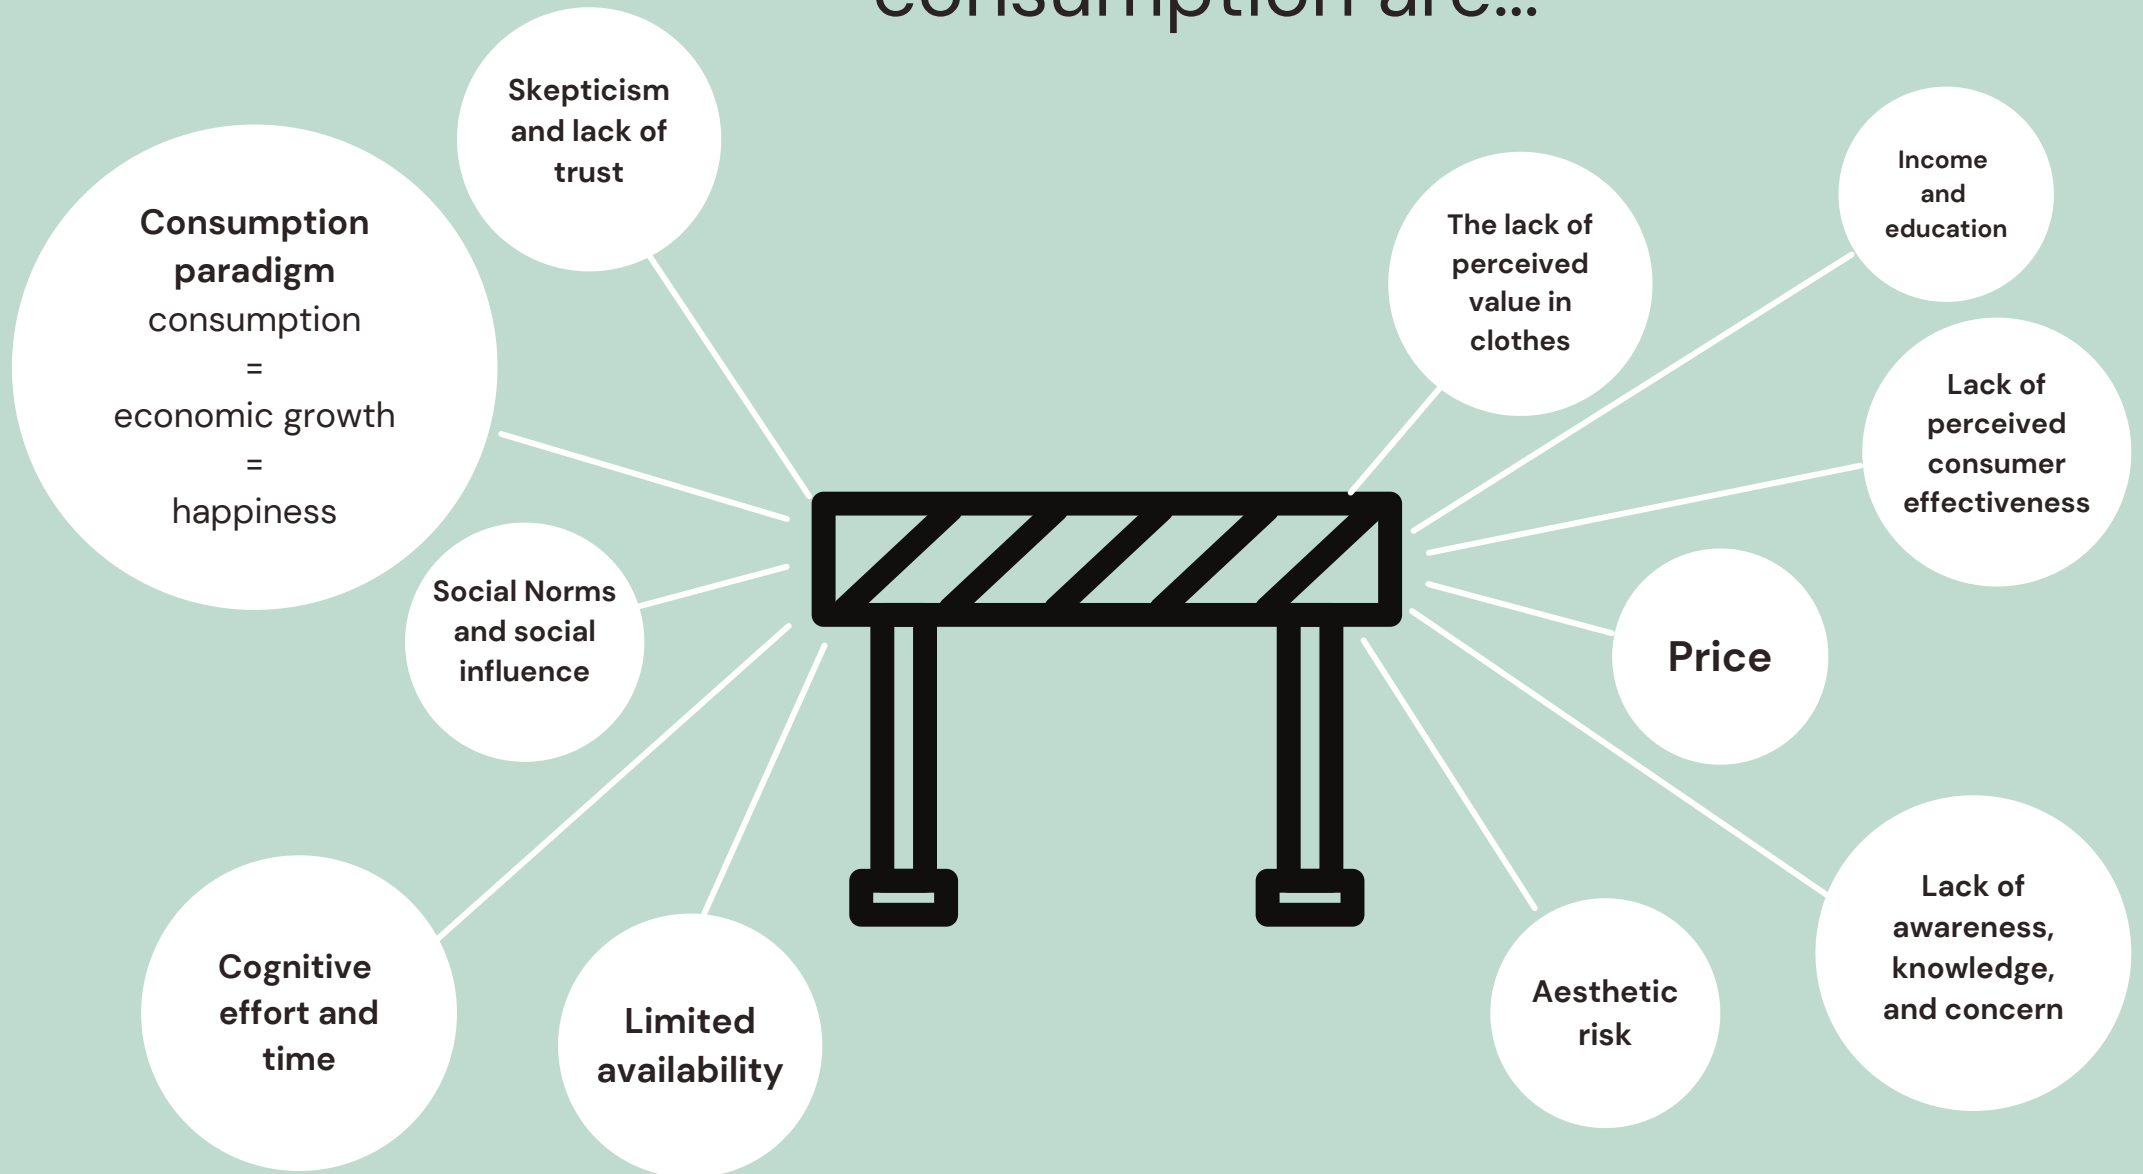 consumption are...
Skepticism
and lack of
trust
Consumption
paradigm
consumption
=
economic growth
=
happiness
Social Norms
and social
influence
Cognitive
effort and
time
Limited
availability
The lack of
perceived
value in
clothes
Income
and
education
Lack of
perceived
consumer
effectiveness
Price
Lack of
awareness,
knowledge,
and concern
Aesthetic
risk